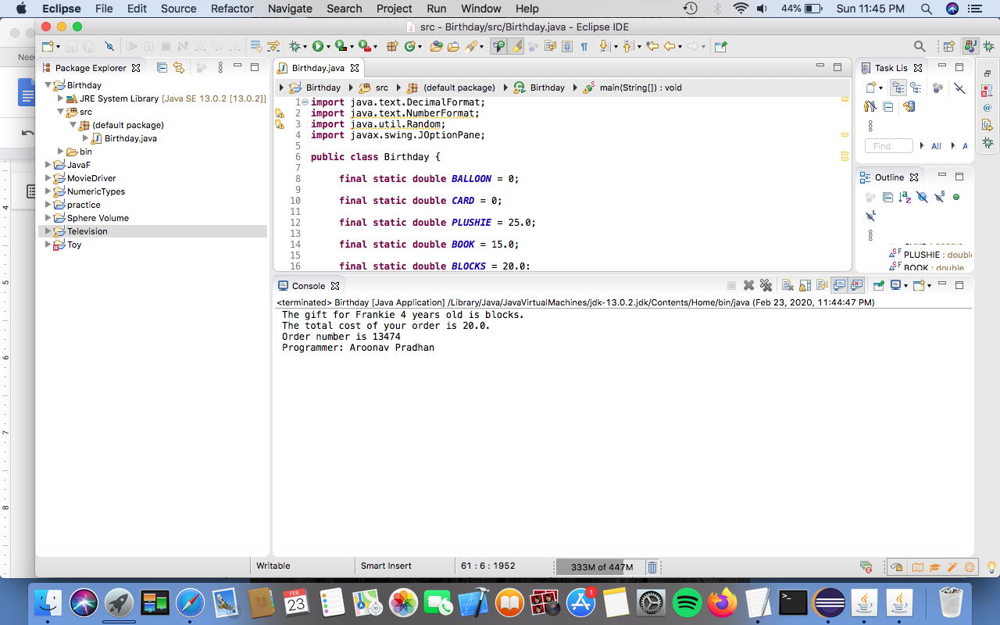 Eclipse File Edit Source Refactor Navigate Search Project Run Window Help 44% Sun 11:45 PM
src - Birthday/src/Birthday.java - Eclipse IDE
Package Explorer
Birthday
JRE System Library [Java SE 13.0.2 [13.0.2]]
src
(default package)
Birthday.java
bin
JavaF
MovieDriver
NumericTypes
practice
Sphere Volume
Television
Toy
Birthday.java
Birthday src (default package) Birthday main(String[]) : void
1 import java.text.DecimalFormat;
2 import java.text.NumberFormat;
3 import java.util.Random;
4 import javax.swing.JOptionPane;
5
6 public class Birthday {
7
8 final static double BALLOON = 0;
9
10 final static double CARD = 0;
11
12 final static double PLUSHIE = 25.0;
13
14 final static double BOOK = 15.0;
15
16 final static double BLOCKS = 20.0;
Task Lis
Find All A
Outline
PLUSHIE : double
BOOK : double
Console
<terminated> Birthday [Java Application] /Library/Java/JavaVirtualMachines/jdk-13.0.2.jdk/Contents/Home/bin/java (Feb 23, 2020, 11:44:47 PM)
The gift for Frankie 4 years old is blocks.
The total cost of your order is 20.0.
Order number is 13474
Programmer: Aroonav Pradhan
Writable Smart Insert 61 : 6 : 1952 333M of 447M
Nee
4
5
6
7
8
FEB
23
1